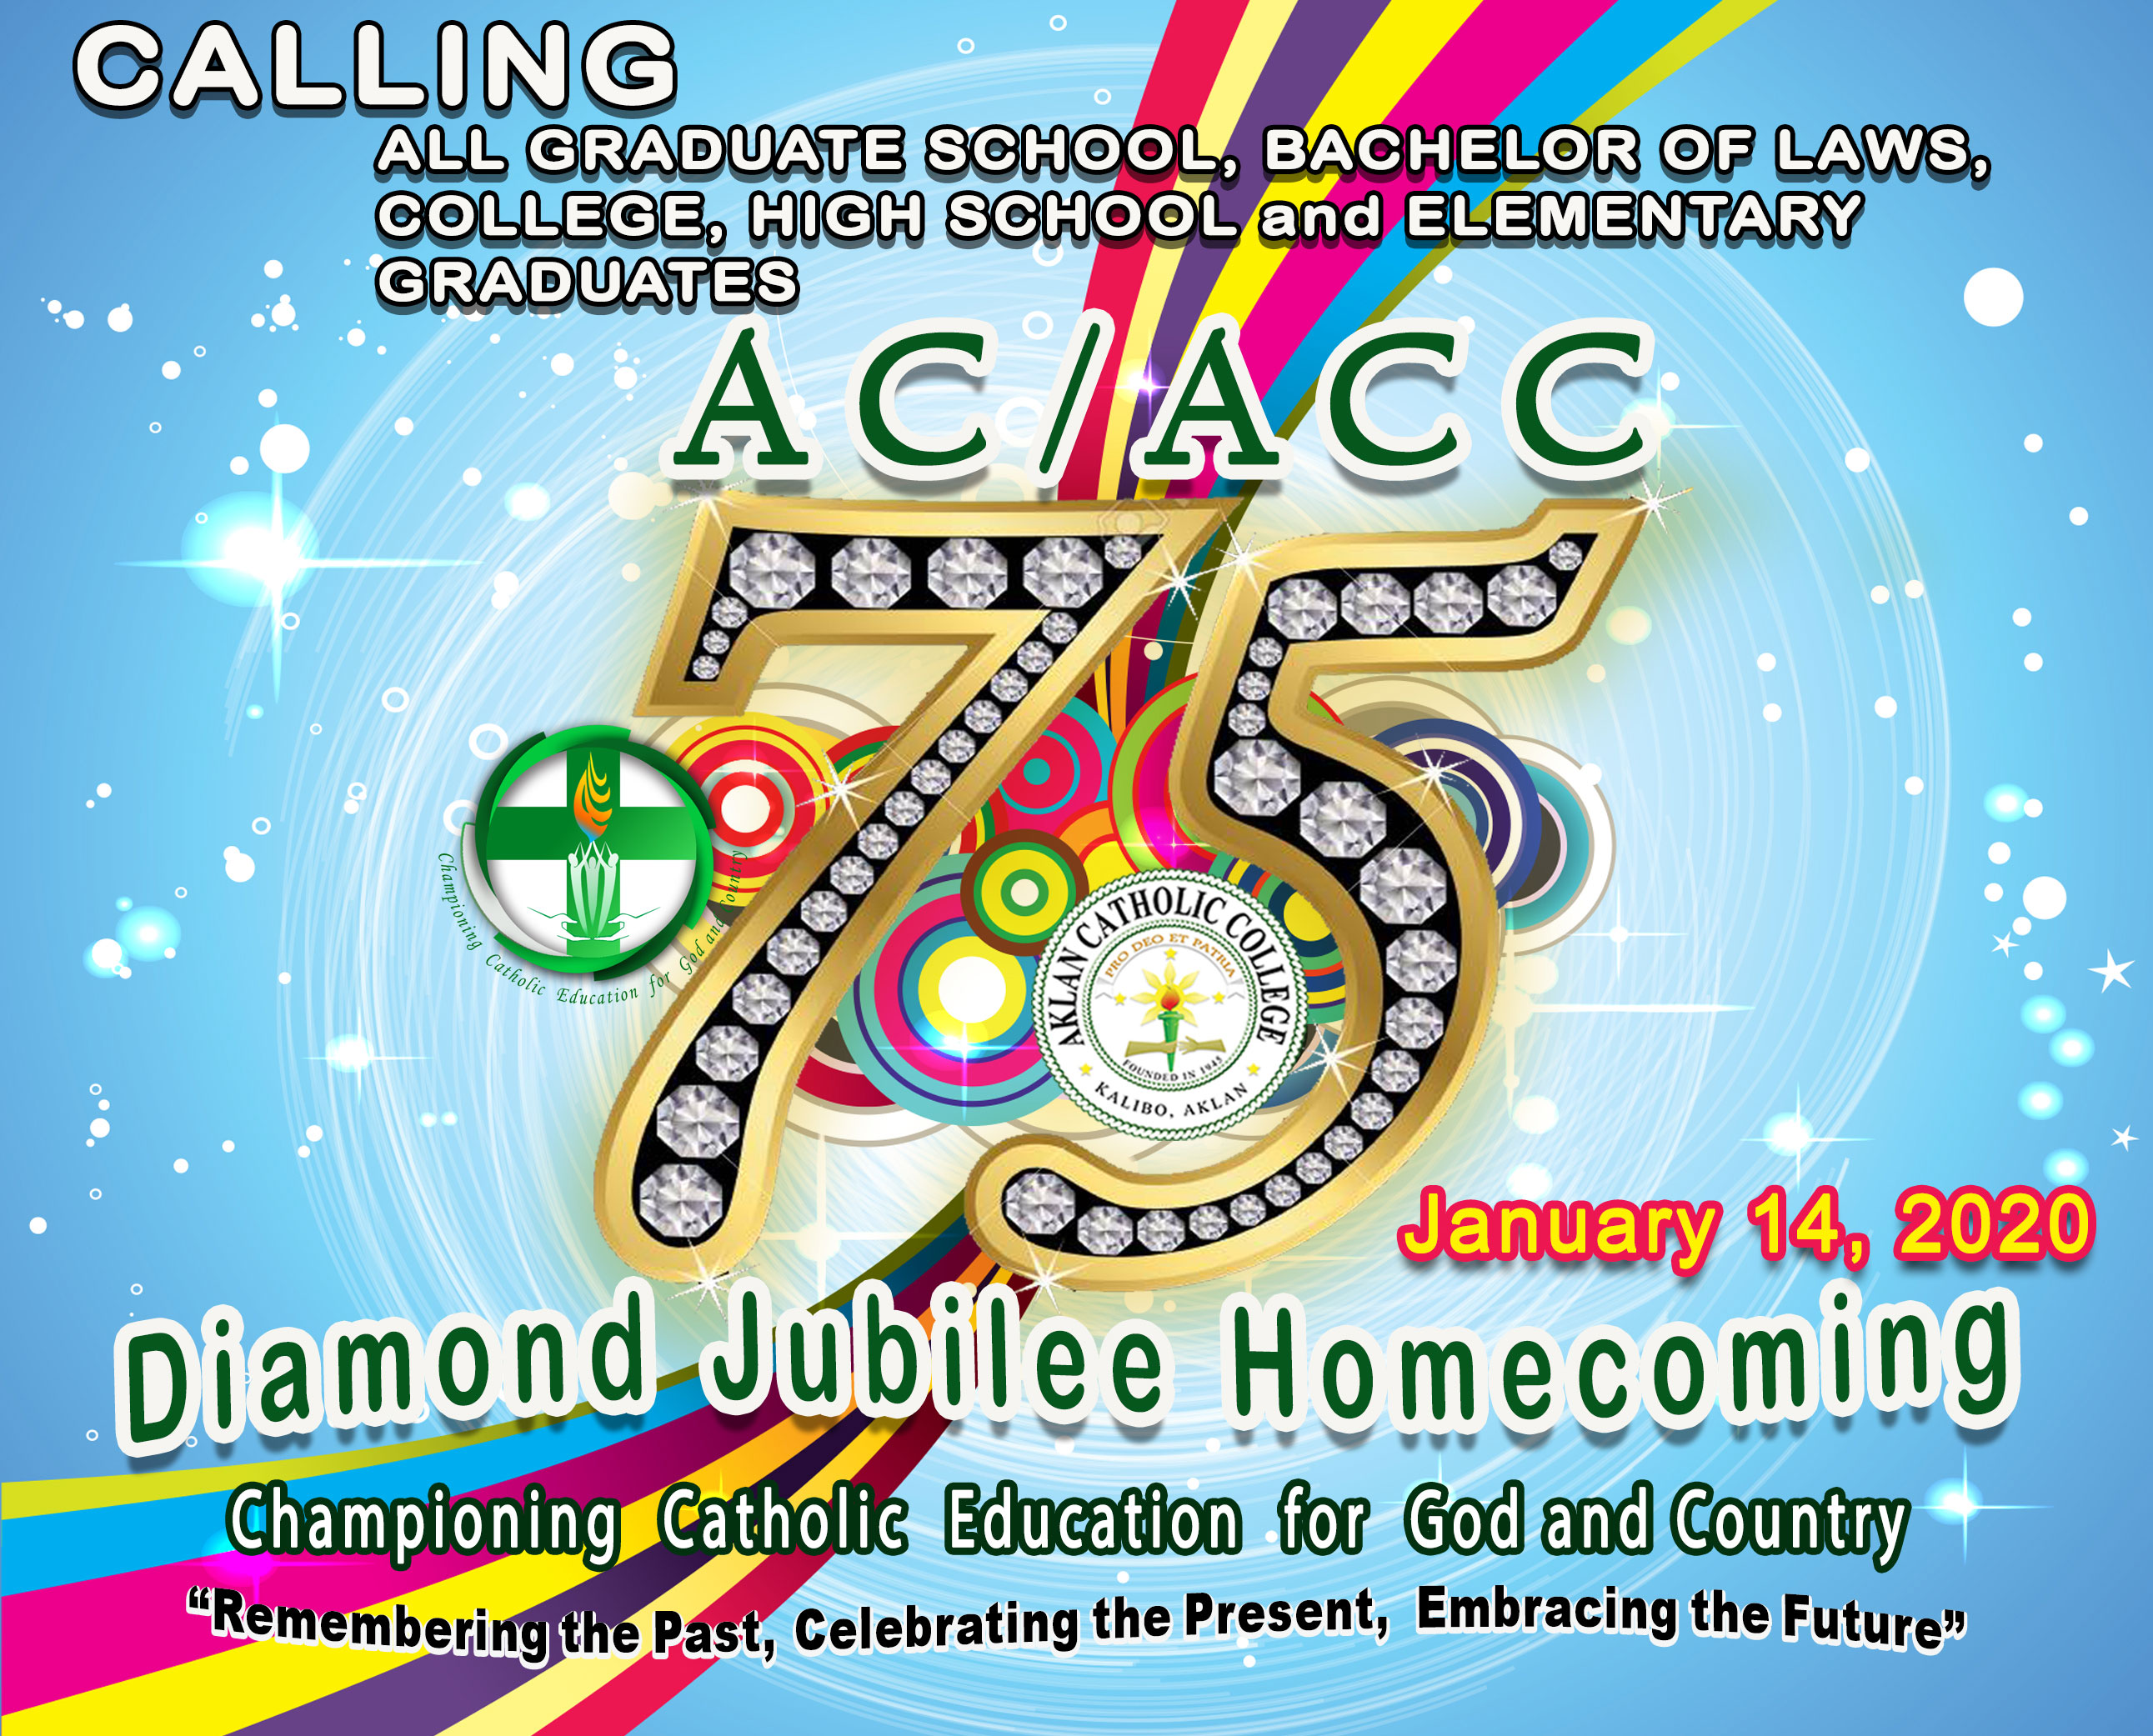 CALLING
ALL GRADUATE SCHOOL, BACHELOR OF LAWS,
COLLEGE, HIGH SCHOOL and ELEMENTARY
GRADUATES
AC/ACC
75
Championing Catholic Education for God and Country
AKLAN CATHOLIC COLLEGE
PRO DEO ET PATRIA
FOUNDED IN 1945
KALIBO, AKLAN
January 14, 2020
Diamond Jubilee Homecoming
Championing Catholic Education for God and Country
“Remembering the Past, Celebrating the Present, Embracing the Future”